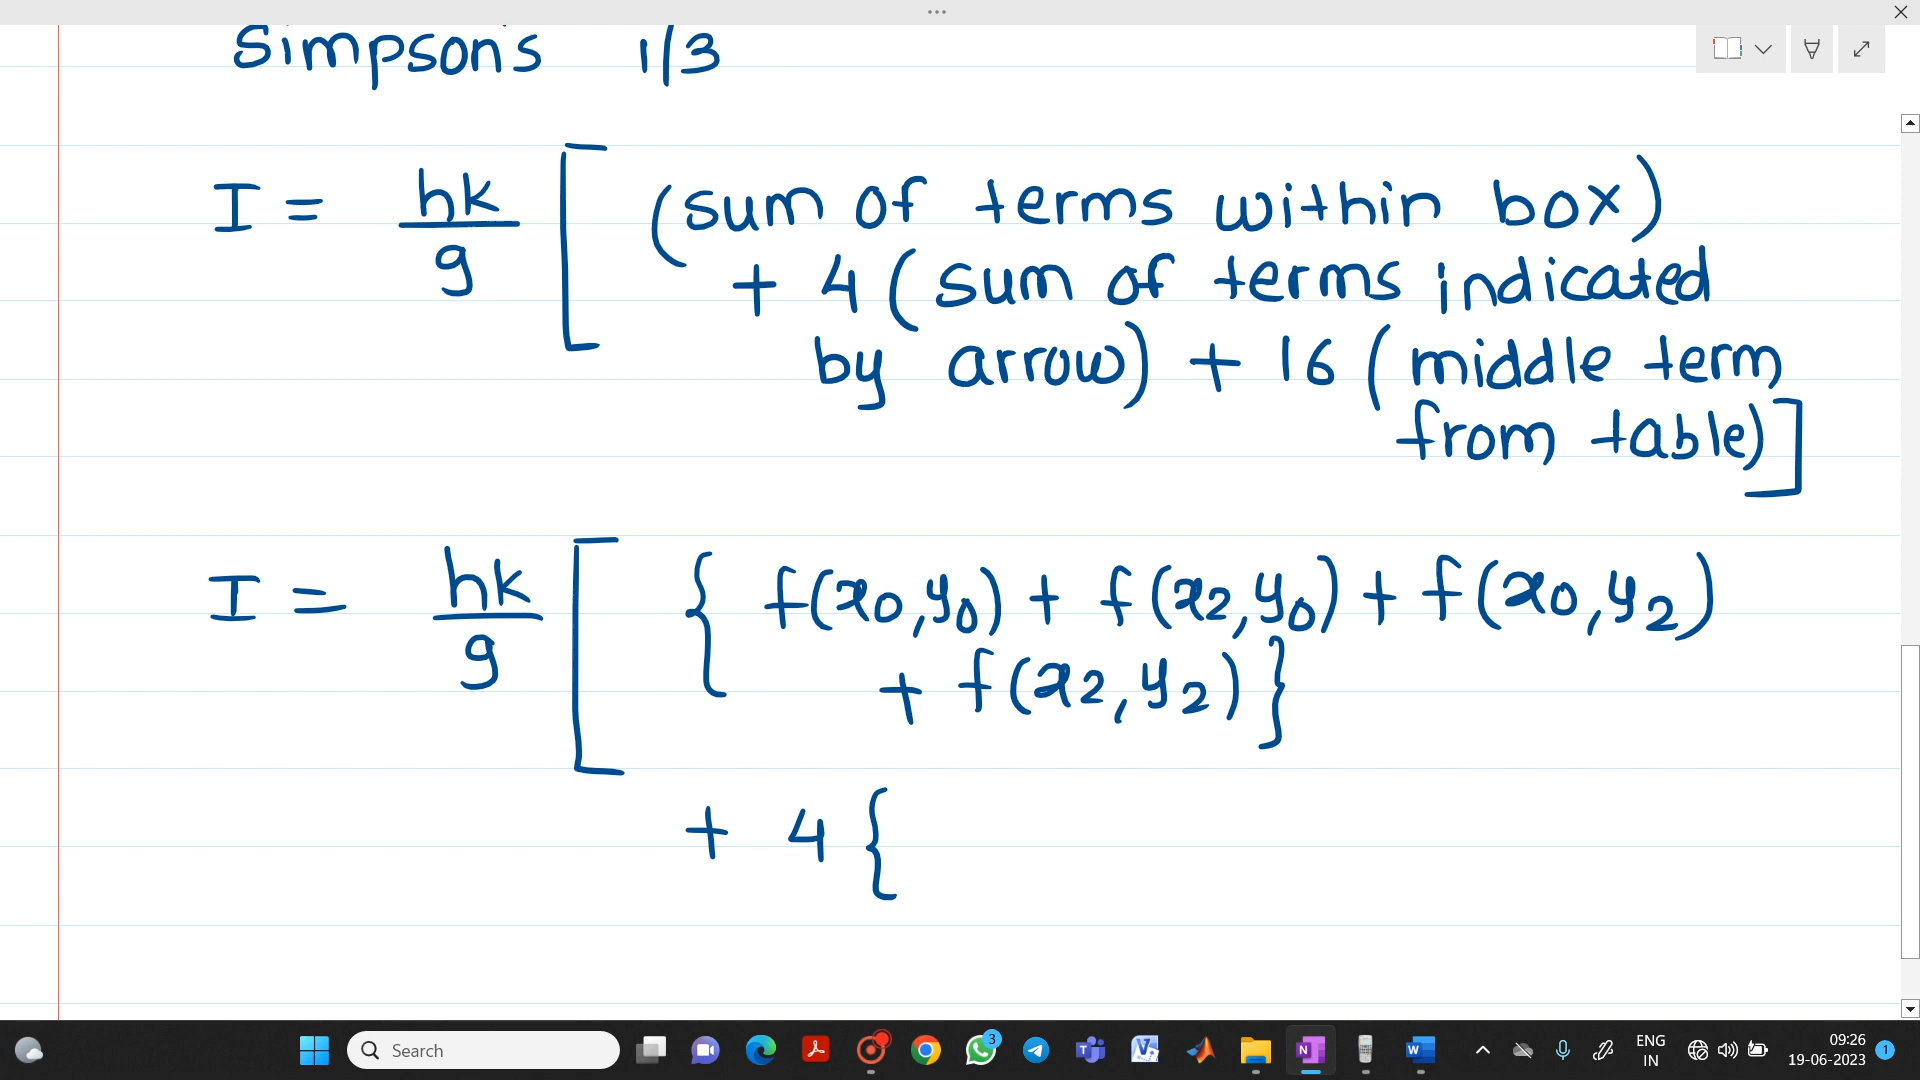 Simpson's 1/3
I = hk/9 [ (sum of terms within box)
+ 4 (sum of terms indicated
by arrow) + 16 (middle term
from table)]
I = hk/9 [ { f(x0,y0) + f(x2,y0) + f(x0,y2)
+ f(x2,y2) }
+ 4 {
Search
3
ENG
IN
09:26
19-06-2023
1